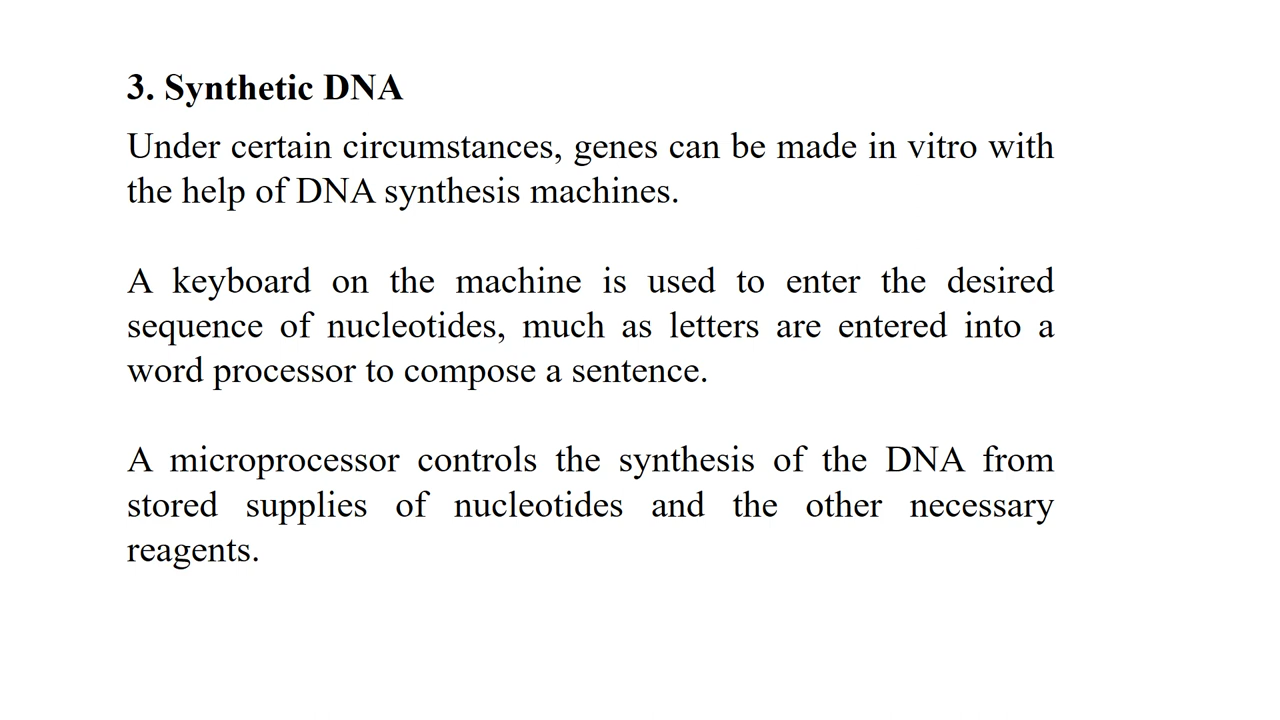 3. Synthetic DNA
Under certain circumstances, genes can be made in vitro with
the help of DNA synthesis machines.
A keyboard on the machine is used to enter the desired
sequence of nucleotides, much as letters are entered into a
word processor to compose a sentence.
A microprocessor controls the synthesis of the DNA from
stored supplies of nucleotides and the other necessary
reagents.